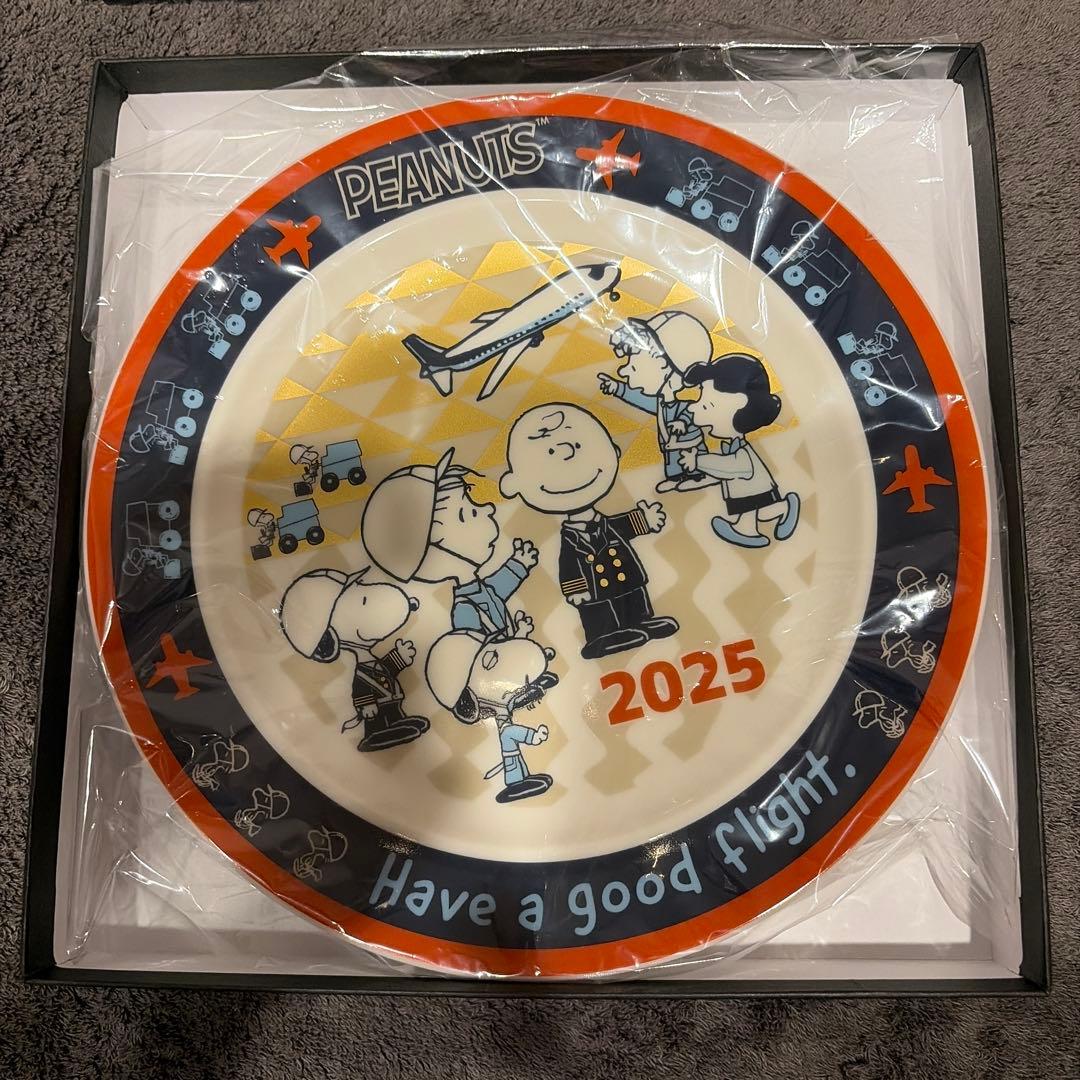 PEANUTS™
2025
Have a good flight.